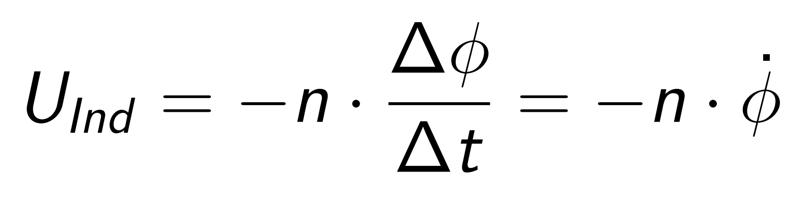 U_Ind = −n · Δϕ/Δt = −n · ϕ̇